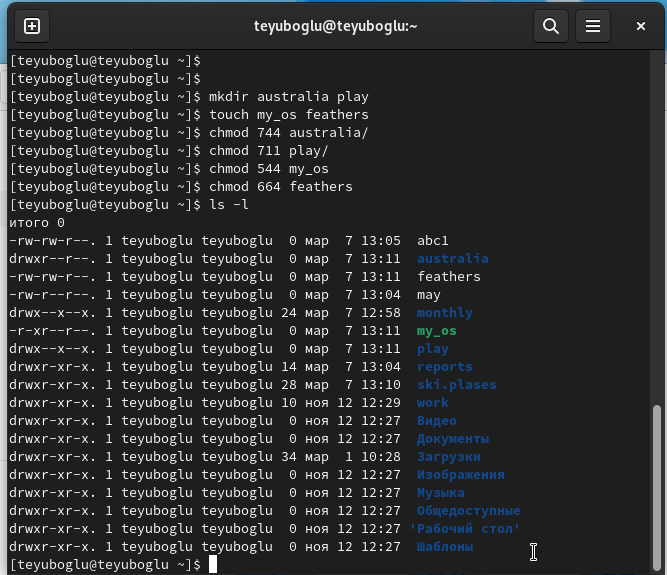 teyuboglu@teyuboglu:~
[teyuboglu@teyuboglu ~]$
[teyuboglu@teyuboglu ~]$
[teyuboglu@teyuboglu ~]$ mkdir australia play
[teyuboglu@teyuboglu ~]$ touch my_os feathers
[teyuboglu@teyuboglu ~]$ chmod 744 australia/
[teyuboglu@teyuboglu ~]$ chmod 711 play/
[teyuboglu@teyuboglu ~]$ chmod 544 my_os
[teyuboglu@teyuboglu ~]$ chmod 664 feathers
[teyuboglu@teyuboglu ~]$ ls -l
итого 0
-rw-rw-r--. 1 teyuboglu teyuboglu  0 мар  7 13:05  abc1
drwxr--r--. 1 teyuboglu teyuboglu  0 мар  7 13:11  australia
-rw-rw-r--. 1 teyuboglu teyuboglu  0 мар  7 13:11  feathers
-rw-r--r--. 1 teyuboglu teyuboglu  0 мар  7 13:04  may
drwx--x--x. 1 teyuboglu teyuboglu 24 мар  7 12:58  monthly
-r-xr--r--. 1 teyuboglu teyuboglu  0 мар  7 13:11  my_os
drwx--x--x. 1 teyuboglu teyuboglu  0 мар  7 13:11  play
drwxr-xr-x. 1 teyuboglu teyuboglu 14 мар  7 13:04  reports
drwxr-xr-x. 1 teyuboglu teyuboglu 28 мар  7 13:10  ski.plases
drwxr-xr-x. 1 teyuboglu teyuboglu 10 ноя 12 12:29  work
drwxr-xr-x. 1 teyuboglu teyuboglu  0 ноя 12 12:27  Видео
drwxr-xr-x. 1 teyuboglu teyuboglu  0 ноя 12 12:27  Документы
drwxr-xr-x. 1 teyuboglu teyuboglu 34 мар  1 10:28  Загрузки
drwxr-xr-x. 1 teyuboglu teyuboglu  0 ноя 12 12:27  Изображения
drwxr-xr-x. 1 teyuboglu teyuboglu  0 ноя 12 12:27  Музыка
drwxr-xr-x. 1 teyuboglu teyuboglu  0 ноя 12 12:27  Общедоступные
drwxr-xr-x. 1 teyuboglu teyuboglu  0 ноя 12 12:27 'Рабочий стол'
drwxr-xr-x. 1 teyuboglu teyuboglu  0 ноя 12 12:27  Шаблоны
[teyuboglu@teyuboglu ~]$